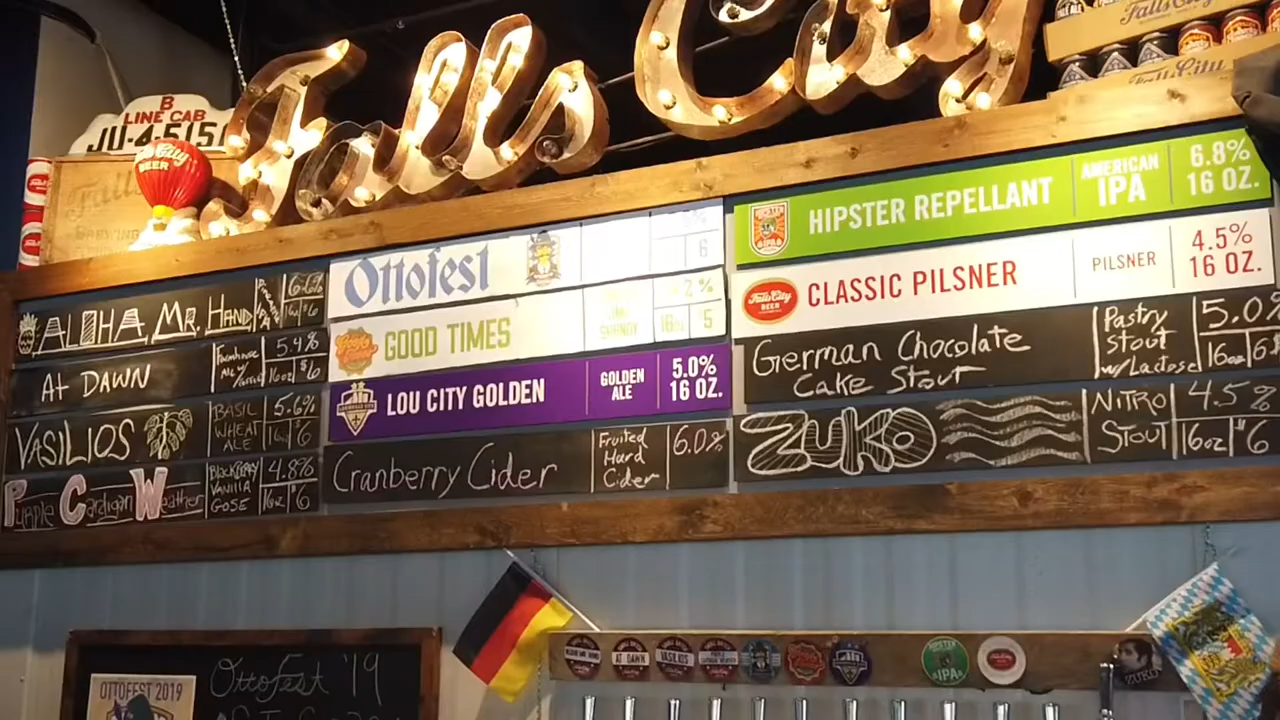 Falls City
B
LINE CAB
JU-4-5151
Falls City
BEER
Falls City
Falls City
ALOHA, MR. HAND
6.6%
AT DAWN
5.4%
16oz $6
VASILIOS
BASIL
WHEAT
ALE
5.6%
16oz $6
PURPLE CARDIGAN WEATHER
BLACKBERRY
VANILLA
GOSE
4.8%
16oz 6
Ottofest
6
GOOD TIMES
16oz $5
LOU CITY GOLDEN
GOLDEN
ALE
5.0%
16 OZ.
Cranberry Cider
Fruited
Hard
Cider
6.0%
HIPSTER REPELLANT
AMERICAN
IPA
6.8%
16 OZ.
Falls City
BEER
CLASSIC PILSNER
PILSNER
4.5%
16 OZ.
German Chocolate
Cake Stout
Pastry
Stout
w/Lactose
5.0%
16oz 6
ZUKO
NITRO
STOUT
4.5%
16oz $6
OTTOFEST 2019
OttoFest '19
AT DAWN
VASILIOS
IPA
ZUKO